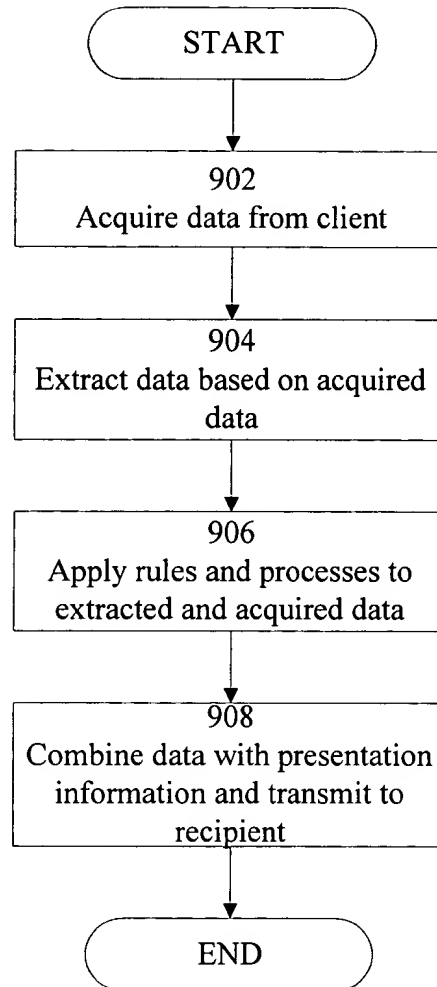 START
902
Acquire data from client
904
Extract data based on acquired
data
906
Apply rules and processes to
extracted and acquired data
908
Combine data with presentation
information and transmit to
recipient
END